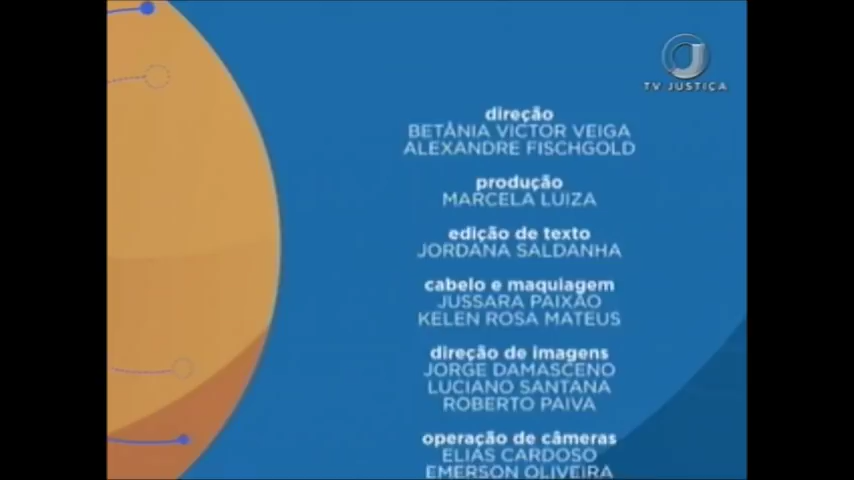 TV JUSTIÇA
direção
BETÂNIA VICTOR VEIGA
ALEXANDRE FISCHGOLD
produção
MARCELA LUIZA
edição de texto
JORDANA SALDANHA
cabelo e maquiagem
JUSSARA PAIXÃO
KELEN ROSA MATEUS
direção de imagens
JORGE DAMASCENO
LUCIANO SANTANA
ROBERTO PAIVA
operação de câmeras
ELIAS CARDOSO
EMERSON OLIVEIRA